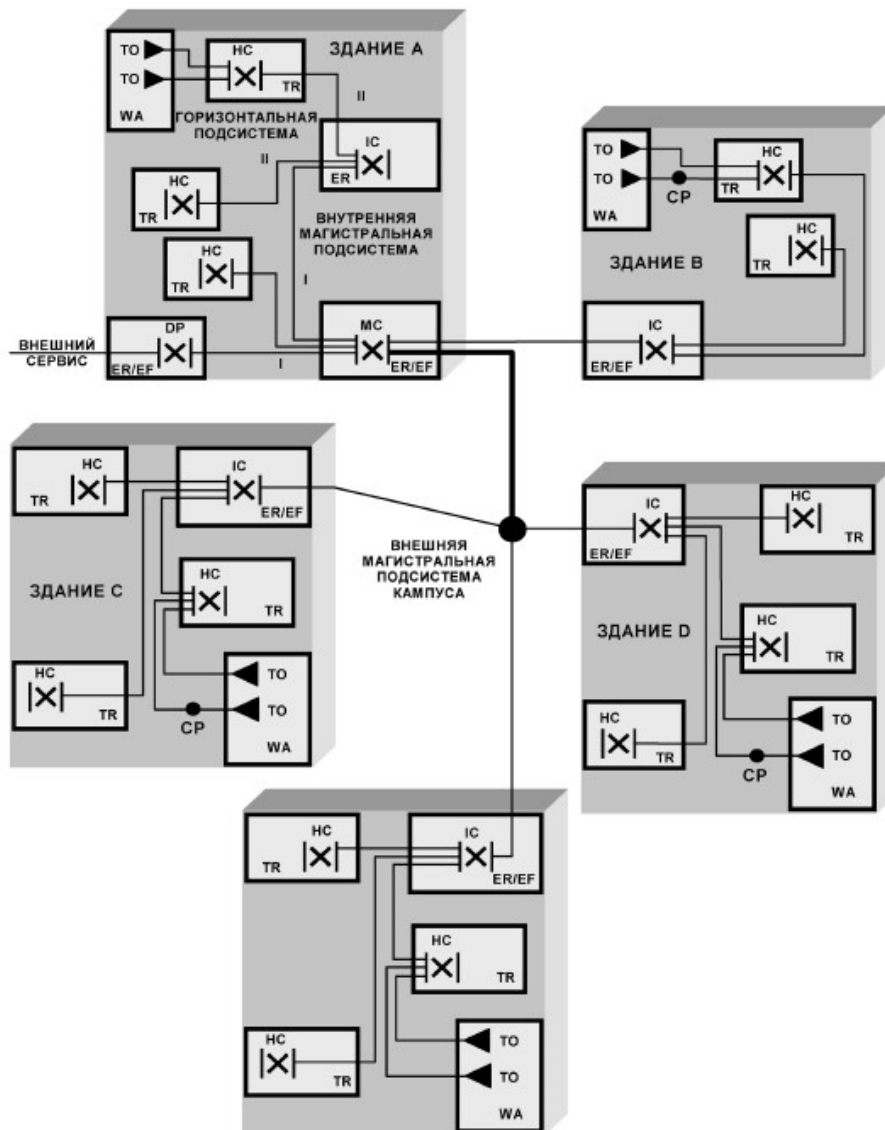 ЗДАНИЕ A
TO
TO
WA
HC
TR
II
ГОРИЗОНТАЛЬНАЯ
ПОДСИСТЕМА
II
IC
ER
HC
TR
ВНУТРЕННЯЯ
МАГИСТРАЛЬНАЯ
ПОДСИСТЕМА
HC
TR
I
DP
ER/EF
MC
ER/EF
I
ВНЕШНИЙ
СЕРВИС
TO
TO
WA
CP
HC
TR
HC
TR
ЗДАНИЕ B
IC
ER/EF
HC
TR
IC
ER/EF
ЗДАНИЕ C
HC
TR
HC
TR
TO
TO
WA
CP
ВНЕШНЯЯ
МАГИСТРАЛЬНАЯ
ПОДСИСТЕМА
КАМПУСА
IC
ER/EF
HC
TR
ЗДАНИЕ D
HC
TR
HC
TR
TO
TO
WA
CP
HC
TR
IC
ER/EF
HC
TR
HC
TR
TO
TO
WA